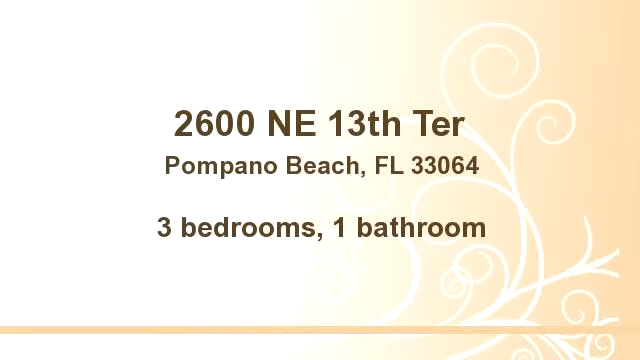 2600 NE 13th Ter
Pompano Beach, FL 33064
3 bedrooms, 1 bathroom